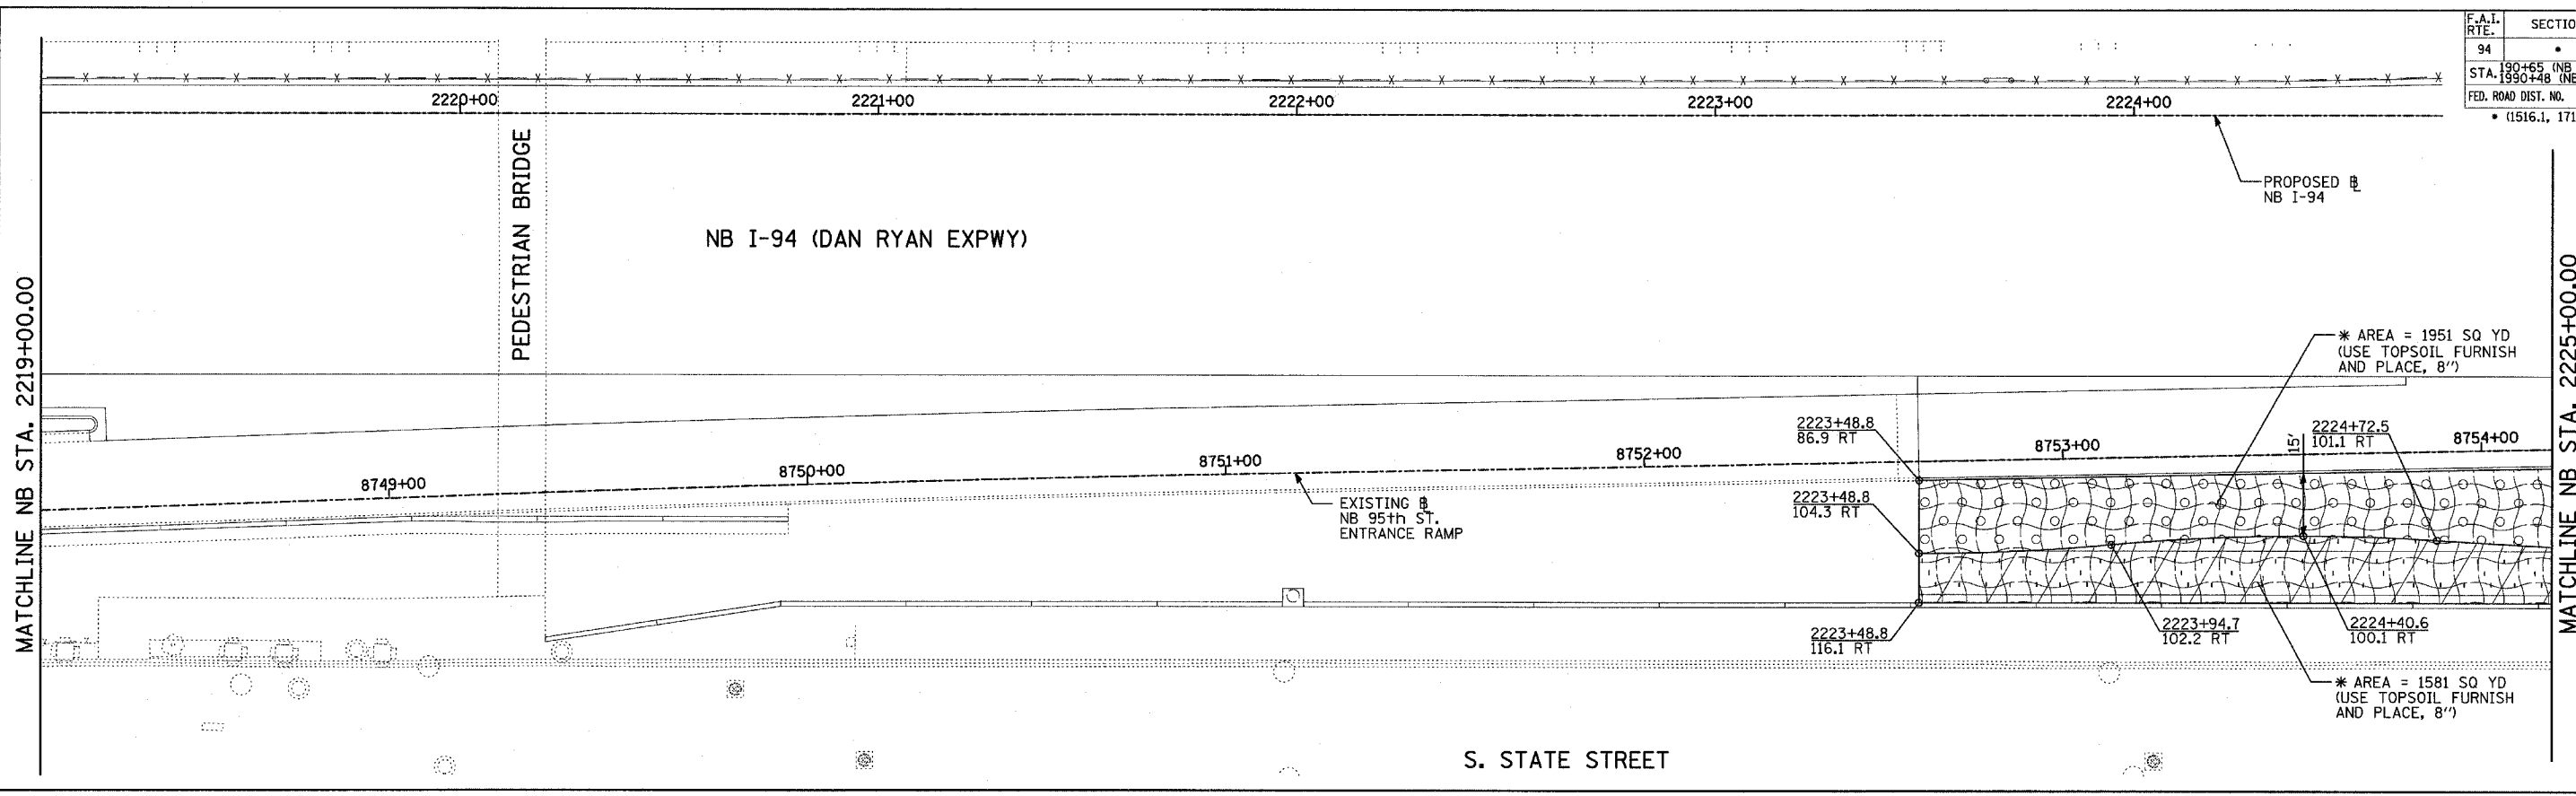 F.A.I.
RTE.
SECTIO
94
•
STA.
190+65 (NB
1990+48 (NB
FED. ROAD DIST. NO.
• (1516.1, 171
2220+00
2221+00
2222+00
2223+00
2224+00
PROPOSED B
NB I-94
PEDESTRIAN BRIDGE
NB I-94 (DAN RYAN EXPWY)
MATCHLINE NB STA. 2219+00.00
MATCHLINE NB STA. 2225+00.00
* AREA = 1951 SQ YD
(USE TOPSOIL FURNISH
AND PLACE, 8'')
2223+48.8
86.9 RT
15'
2224+72.5
101.1 RT
8749+00
8750+00
8751+00
8752+00
8753+00
8754+00
EXISTING B
NB 95th ST.
ENTRANCE RAMP
2223+48.8
104.3 RT
2223+48.8
116.1 RT
2223+94.7
102.2 RT
2224+40.6
100.1 RT
* AREA = 1581 SQ YD
(USE TOPSOIL FURNISH
AND PLACE, 8'')
S. STATE STREET